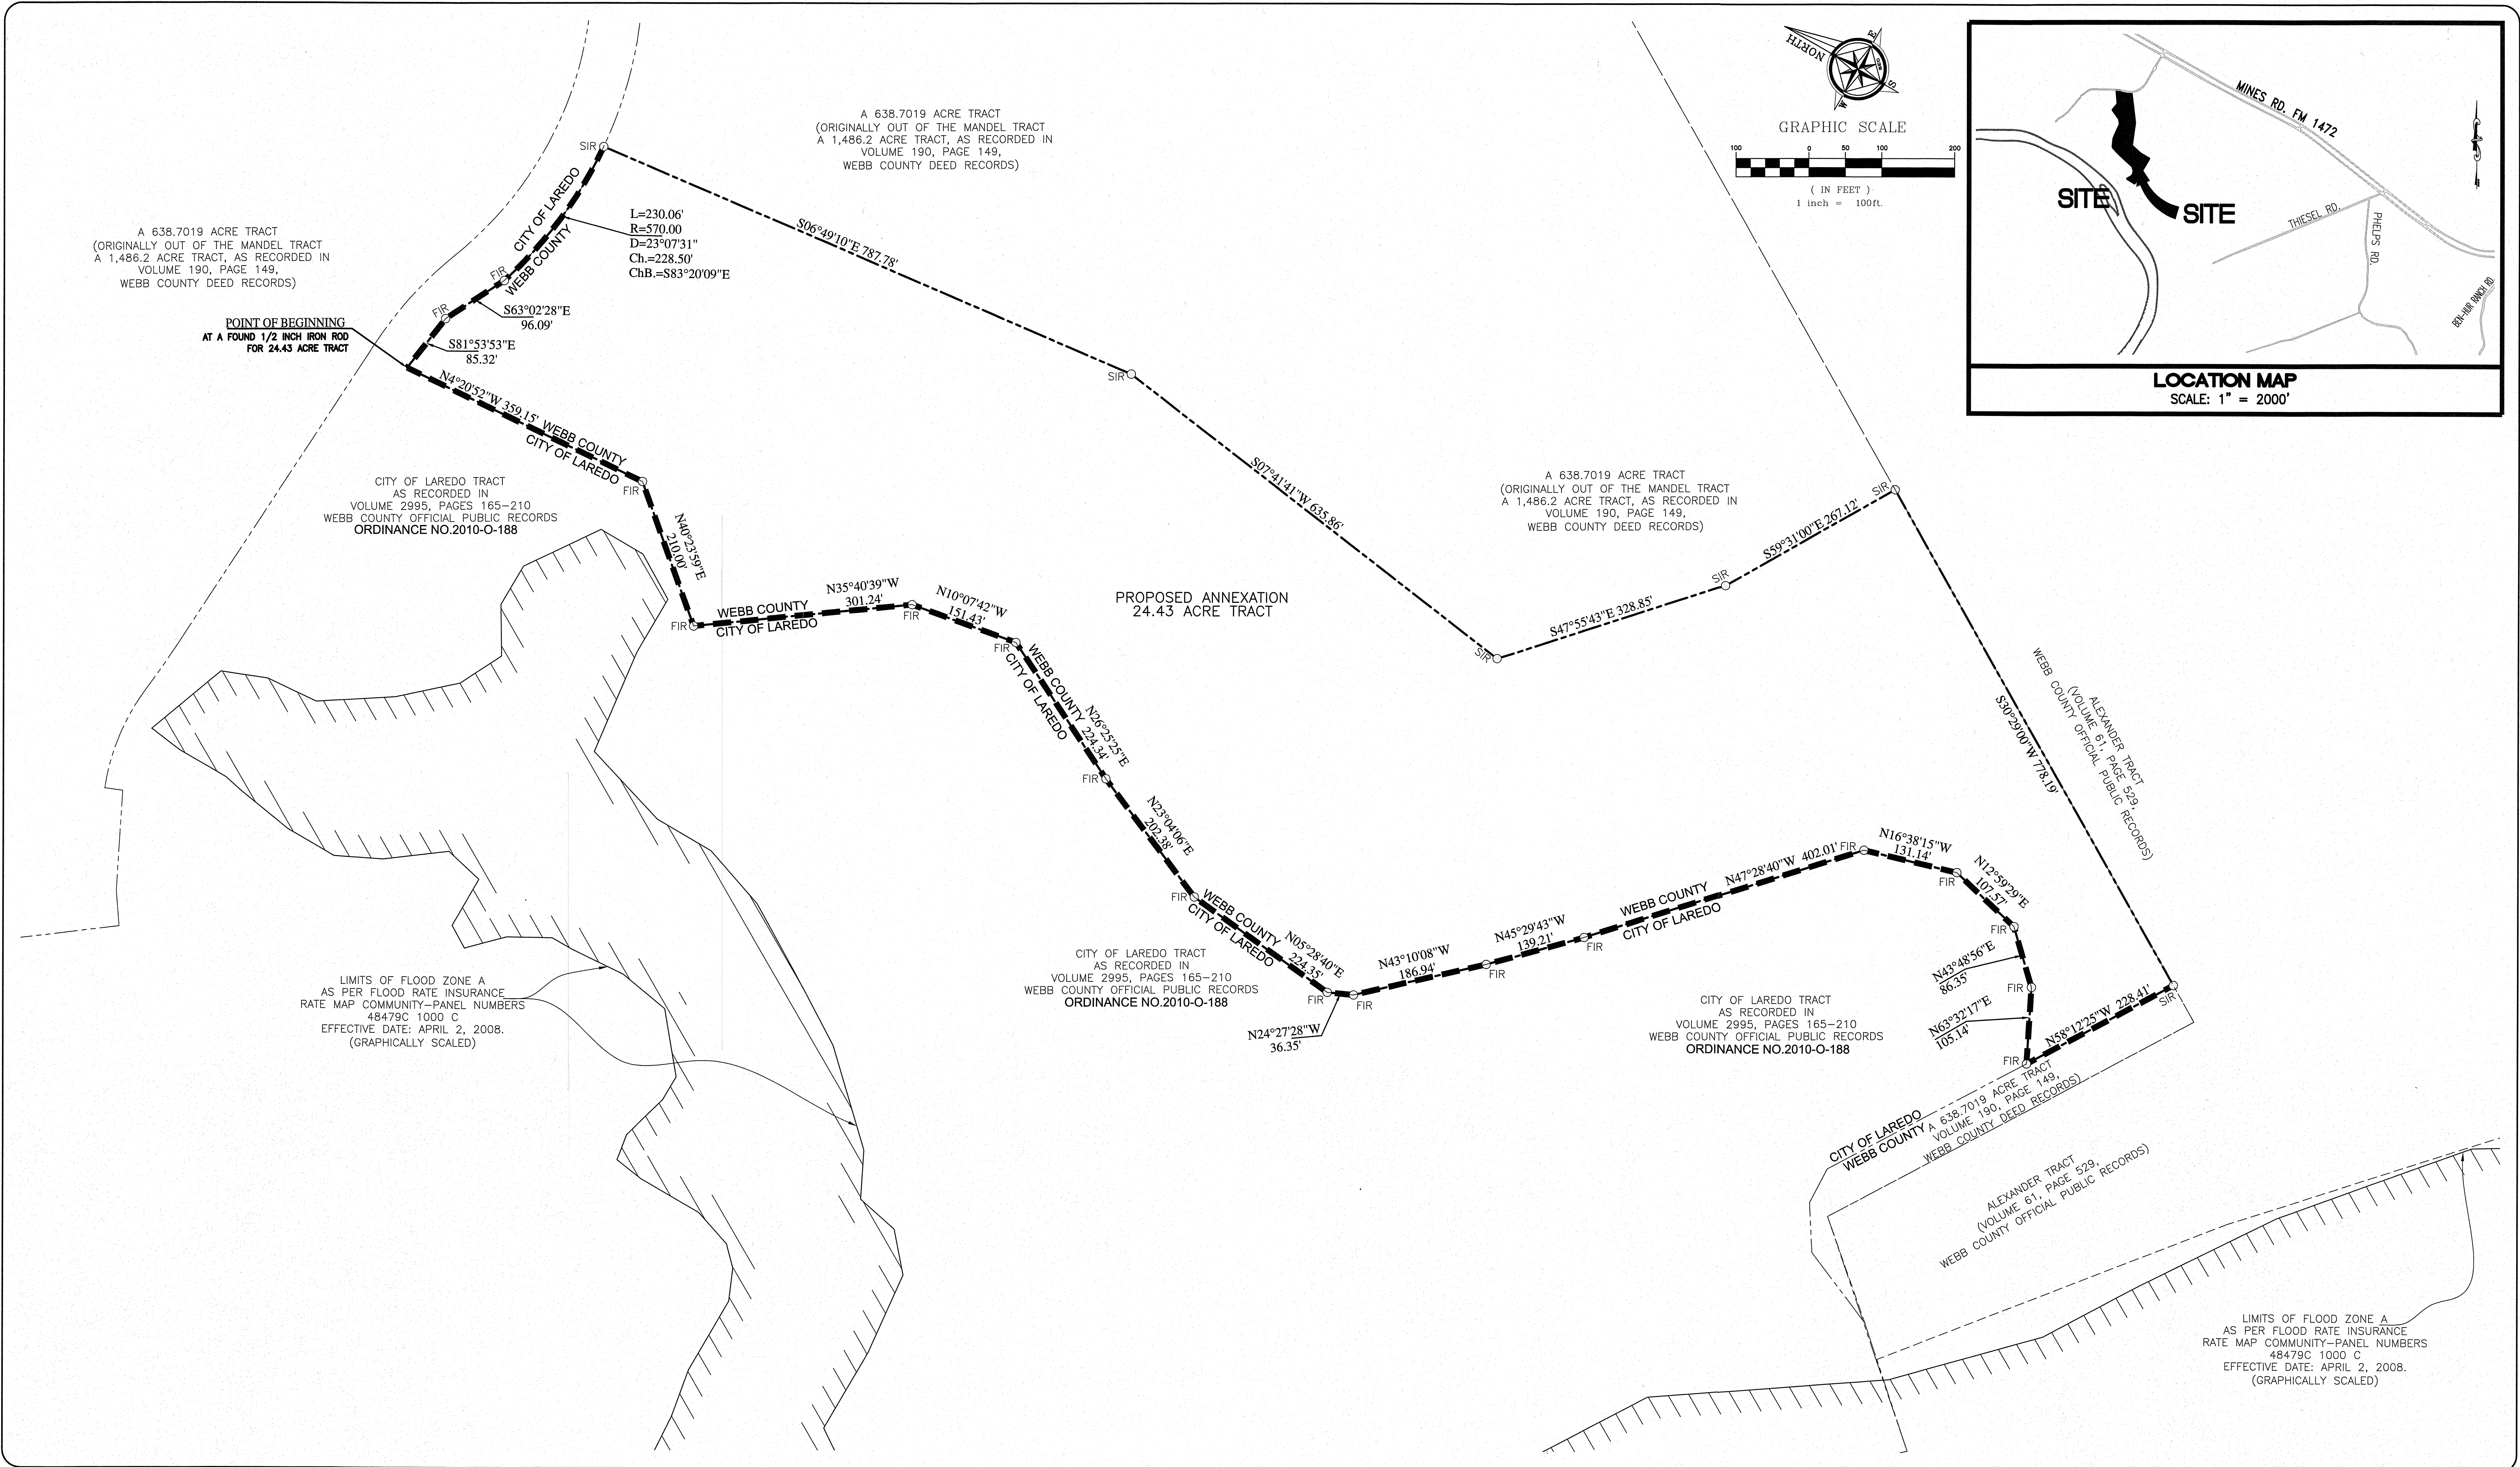 A 638.7019 ACRE TRACT
(ORIGINALLY OUT OF THE MANDEL TRACT
A 1,486.2 ACRE TRACT, AS RECORDED IN
VOLUME 190, PAGE 149,
WEBB COUNTY DEED RECORDS)
A 638.7019 ACRE TRACT
(ORIGINALLY OUT OF THE MANDEL TRACT
A 1,486.2 ACRE TRACT, AS RECORDED IN
VOLUME 190, PAGE 149,
WEBB COUNTY DEED RECORDS)
POINT OF BEGINNING
AT A FOUND 1/2 INCH IRON ROD
FOR 24.43 ACRE TRACT
SIR
CITY OF LAREDO
WEBB COUNTY
L=230.06'
R=570.00
D=23°07'31"
Ch.=228.50'
ChB.=S83°20'09"E
FIR
S63°02'28"E
96.09'
FIR
S81°53'53"E
85.32'
S06°49'10"E 787.78'
SIR
S07°41'41"W 635.86'
SIR
S47°55'43"E 328.85'
SIR
S59°31'00"E 267.12'
SIR
S30°29'00"W 778.19'
SIR
A 638.7019 ACRE TRACT
(ORIGINALLY OUT OF THE MANDEL TRACT
A 1,486.2 ACRE TRACT, AS RECORDED IN
VOLUME 190, PAGE 149,
WEBB COUNTY DEED RECORDS)
ALEXANDER TRACT
(VOLUME 61, PAGE 529,
WEBB COUNTY OFFICIAL PUBLIC RECORDS)
NORTH
E
S
W
GRAPHIC SCALE
100 0 50 100 200
( IN FEET )
1 inch = 100ft.
MINES RD. FM 1472
SITE
SITE
THIESEL RD.
PHELPS RD.
BEN-HUR RANCH RD.
LOCATION MAP
SCALE: 1" = 2000'
N4°20'52"W 359.15'
WEBB COUNTY
CITY OF LAREDO
FIR
CITY OF LAREDO TRACT
AS RECORDED IN
VOLUME 2995, PAGES 165-210
WEBB COUNTY OFFICIAL PUBLIC RECORDS
ORDINANCE NO.2010-O-188
N40°23'59"E
210.00'
FIR
WEBB COUNTY
CITY OF LAREDO
N35°40'39"W
301.24'
FIR
N10°07'42"W
151.43'
FIR
PROPOSED ANNEXATION
24.43 ACRE TRACT
WEBB COUNTY
CITY OF LAREDO
N26°25'25"E
224.34'
FIR
N23°04'06"E
202.38'
FIR
WEBB COUNTY
CITY OF LAREDO
N05°28'40"E
224.35'
FIR
N24°27'28"W
36.35'
FIR
N43°10'08"W
186.94'
FIR
N45°29'43"W
139.21'
FIR
WEBB COUNTY
CITY OF LAREDO
N47°28'40"W 402.01'
FIR
N16°38'15"W
131.14'
FIR
N12°59'29"E
107.57'
FIR
N43°48'56"E
86.35'
FIR
N63°32'17"E
105.14'
FIR
N58°12'25"W 228.41'
CITY OF LAREDO TRACT
AS RECORDED IN
VOLUME 2995, PAGES 165-210
WEBB COUNTY OFFICIAL PUBLIC RECORDS
ORDINANCE NO.2010-O-188
CITY OF LAREDO TRACT
AS RECORDED IN
VOLUME 2995, PAGES 165-210
WEBB COUNTY OFFICIAL PUBLIC RECORDS
ORDINANCE NO.2010-O-188
LIMITS OF FLOOD ZONE A
AS PER FLOOD RATE INSURANCE
RATE MAP COMMUNITY-PANEL NUMBERS
48479C 1000 C
EFFECTIVE DATE: APRIL 2, 2008.
(GRAPHICALLY SCALED)
CITY OF LAREDO
WEBB COUNTY
A 638.7019 ACRE TRACT
VOLUME 190, PAGE 149,
WEBB COUNTY DEED RECORDS)
ALEXANDER TRACT
(VOLUME 61, PAGE 529,
WEBB COUNTY OFFICIAL PUBLIC RECORDS)
LIMITS OF FLOOD ZONE A
AS PER FLOOD RATE INSURANCE
RATE MAP COMMUNITY-PANEL NUMBERS
48479C 1000 C
EFFECTIVE DATE: APRIL 2, 2008.
(GRAPHICALLY SCALED)